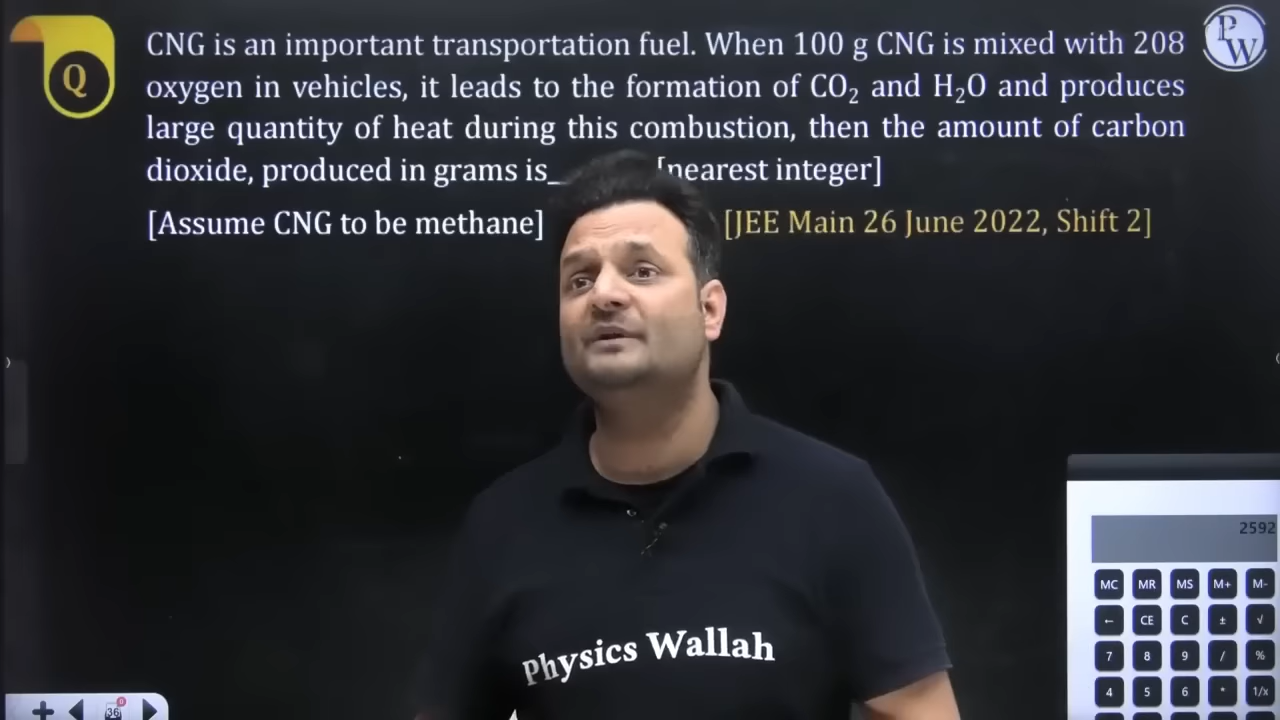 Q
CNG is an important transportation fuel. When 100 g CNG is mixed with 208
oxygen in vehicles, it leads to the formation of CO₂ and H₂O and produces
large quantity of heat during this combustion, then the amount of carbon
dioxide, produced in grams is_ [nearest integer]
[Assume CNG to be methane] [JEE Main 26 June 2022, Shift 2]
P
W
2592
MC MR MS M+ M-
← CE C ± √
7 8 9 / %
4 5 6 * 1/x
Physics Wallah
36